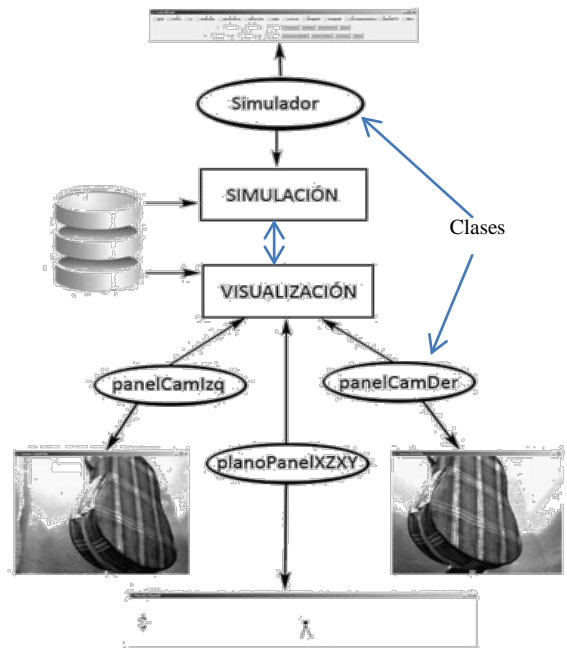 Simulador
SIMULACIÓN
Clases
VISUALIZACIÓN
panelCamIzq
panelCamDer
planoPanelXZXY